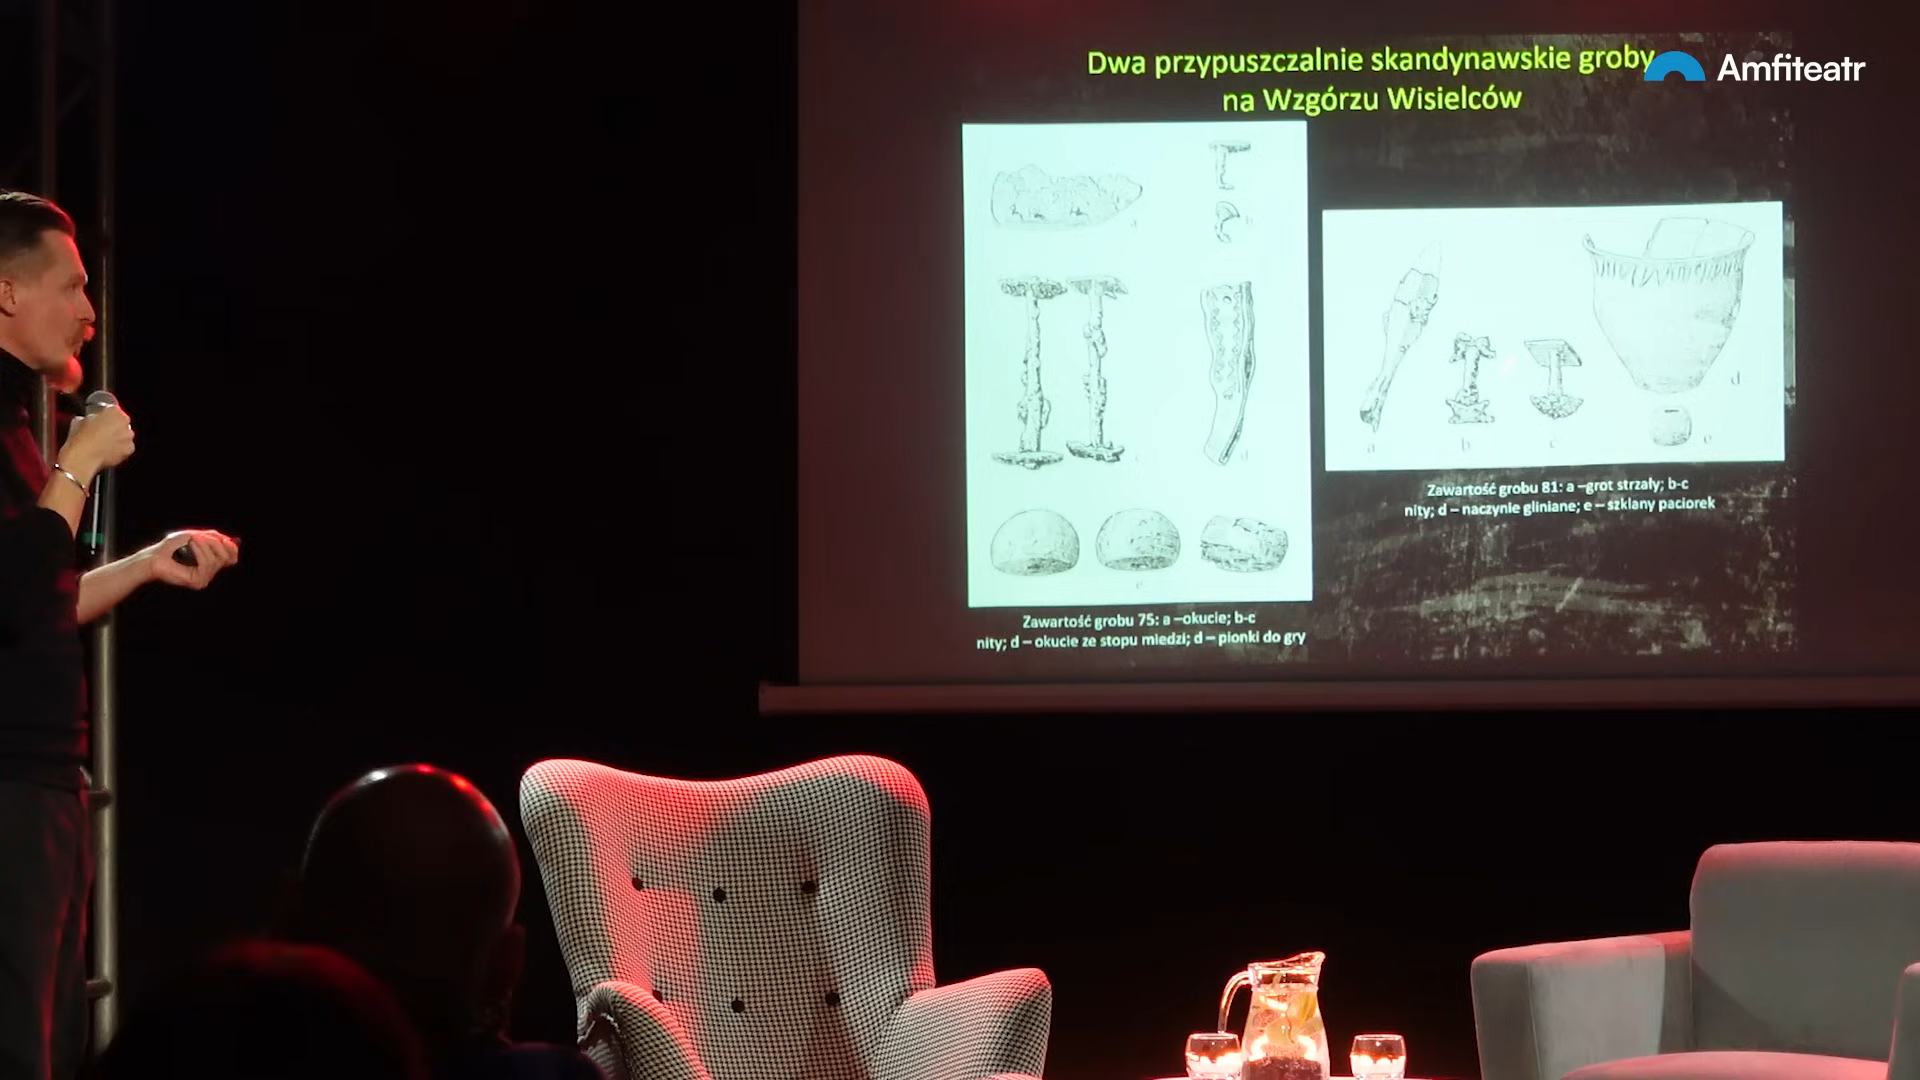 Dwa przypuszczalnie skandynawskie groby
na Wzgórzu Wisielców
Amfiteatr
a
b
c
d
e
Zawartość grobu 75: a –okucie; b-c
nity; d – okucie ze stopu miedzi; d – pionki do gry
a
b
c
d
e
Zawartość grobu 81: a –grot strzały; b-c
nity; d – naczynie gliniane; e – szklany paciorek